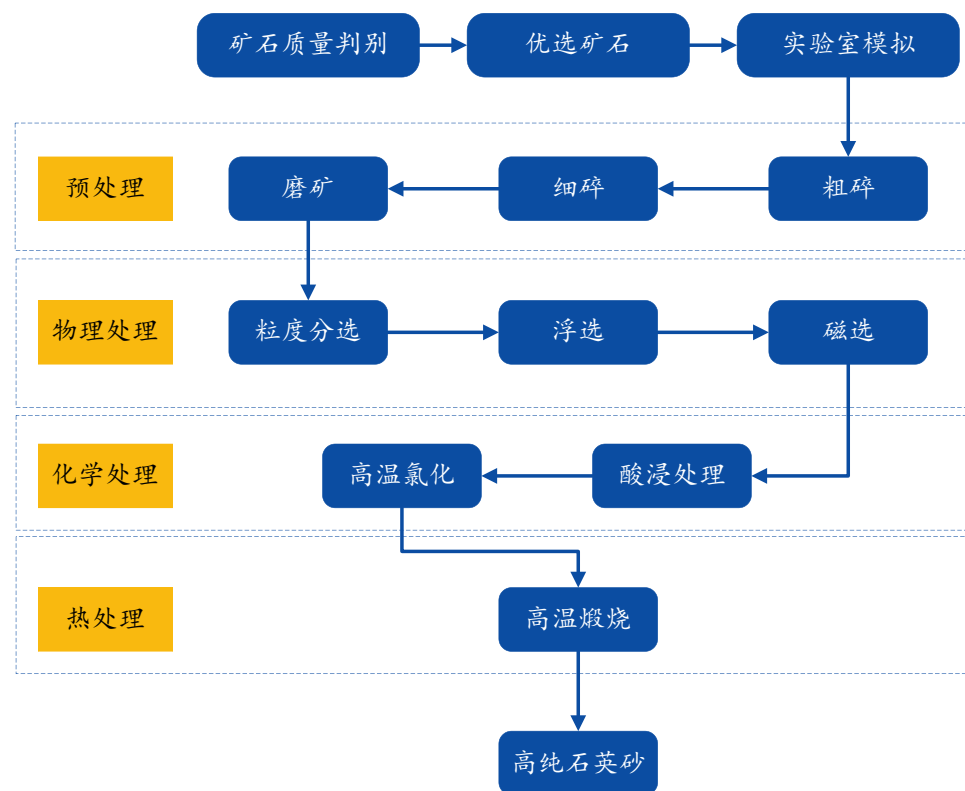 矿石质量判别
优选矿石
实验室模拟
预处理
磨矿
细碎
粗碎
物理处理
粒度分选
浮选
磁选
化学处理
高温氯化
酸浸处理
热处理
高温煅烧
高纯石英砂